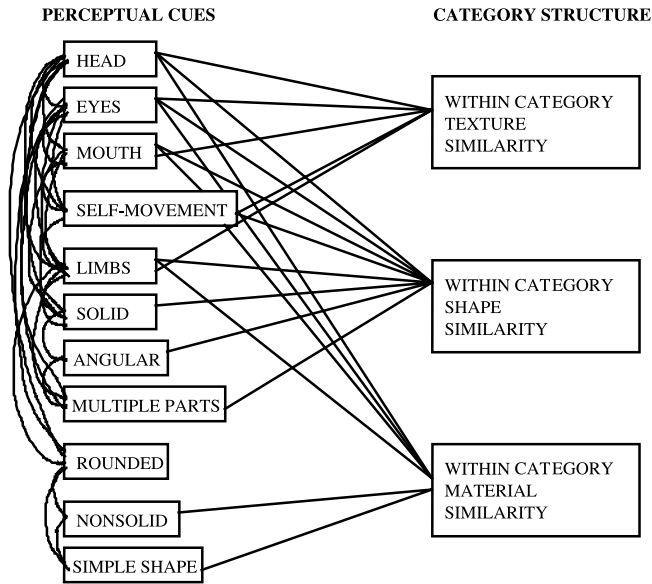 PERCEPTUAL CUES
CATEGORY STRUCTURE
HEAD
EYES
MOUTH
SELF-MOVEMENT
LIMBS
SOLID
ANGULAR
MULTIPLE PARTS
ROUNDED
NONSOLID
SIMPLE SHAPE
WITHIN CATEGORY
TEXTURE
SIMILARITY
WITHIN CATEGORY
SHAPE
SIMILARITY
WITHIN CATEGORY
MATERIAL
SIMILARITY